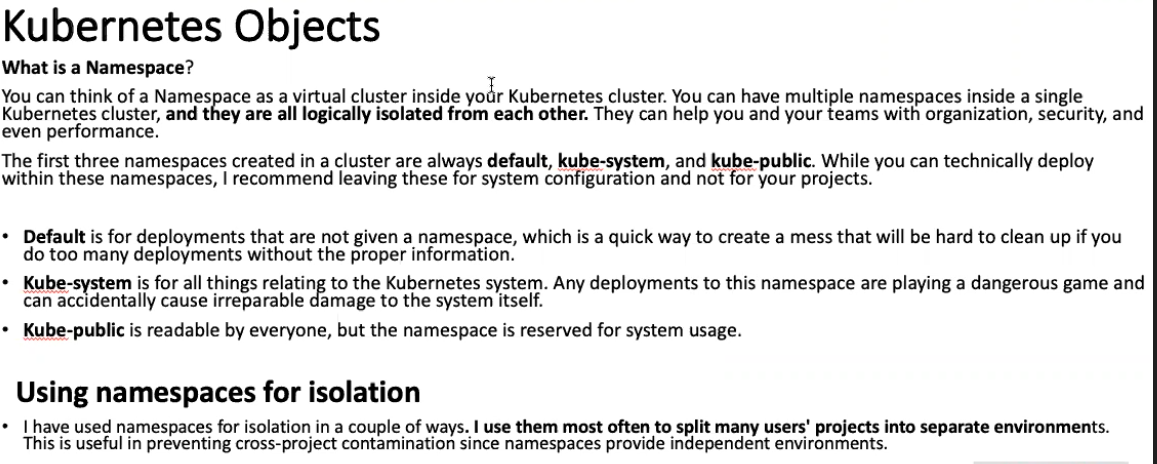 Kubernetes Objects
What is a Namespace?
You can think of a Namespace as a virtual cluster inside your Kubernetes cluster. You can have multiple namespaces inside a single
Kubernetes cluster, and they are all logically isolated from each other. They can help you and your teams with organization, security, and
even performance.
The first three namespaces created in a cluster are always default, kube-system, and kube-public. While you can technically deploy
within these namespaces, I recommend leaving these for system configuration and not for your projects.
• Default is for deployments that are not given a namespace, which is a quick way to create a mess that will be hard to clean up if you
do too many deployments without the proper information.
• Kube-system is for all things relating to the Kubernetes system. Any deployments to this namespace are playing a dangerous game and
can accidentally cause irreparable damage to the system itself.
• Kube-public is readable by everyone, but the namespace is reserved for system usage.
Using namespaces for isolation
• I have used namespaces for isolation in a couple of ways. I use them most often to split many users' projects into separate environments.
This is useful in preventing cross-project contamination since namespaces provide independent environments.